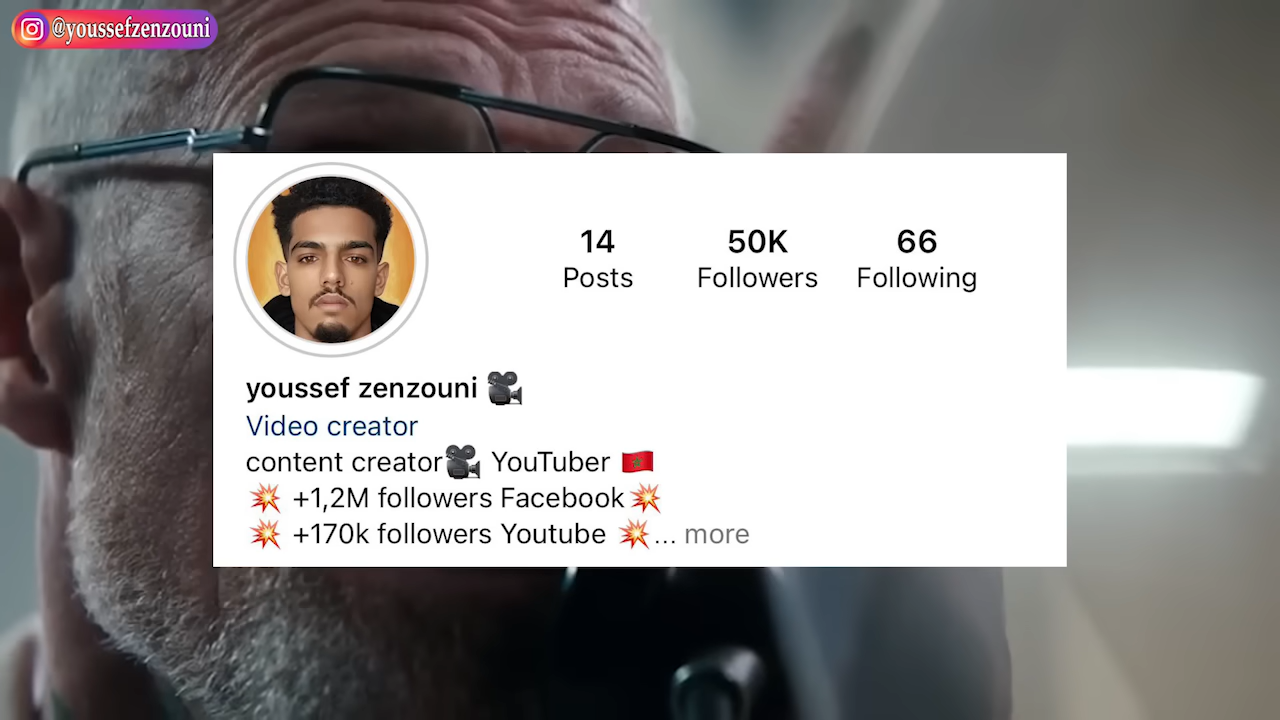 @youssefzenzouni
14
Posts
50K
Followers
66
Following
youssef zenzouni 🎥
Video creator
content creator🎥 YouTuber 🇲🇦
💥 +1,2M followers Facebook💥
💥 +170k followers Youtube 💥... more